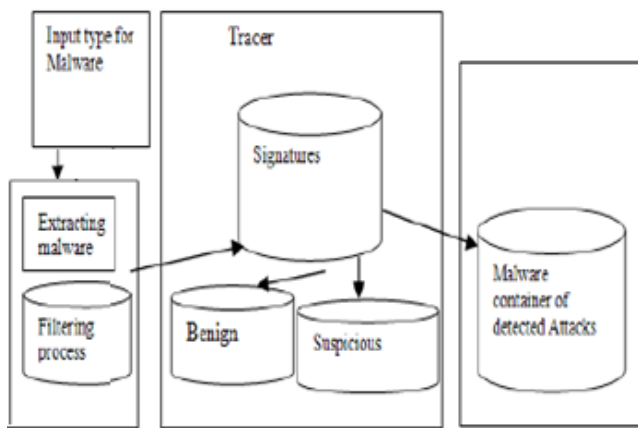 Input type for
Malware
Tracer
Signatures
Extracting
malware
Filtering
process
Benign
Suspicious
Malware
container of
detected Attacks